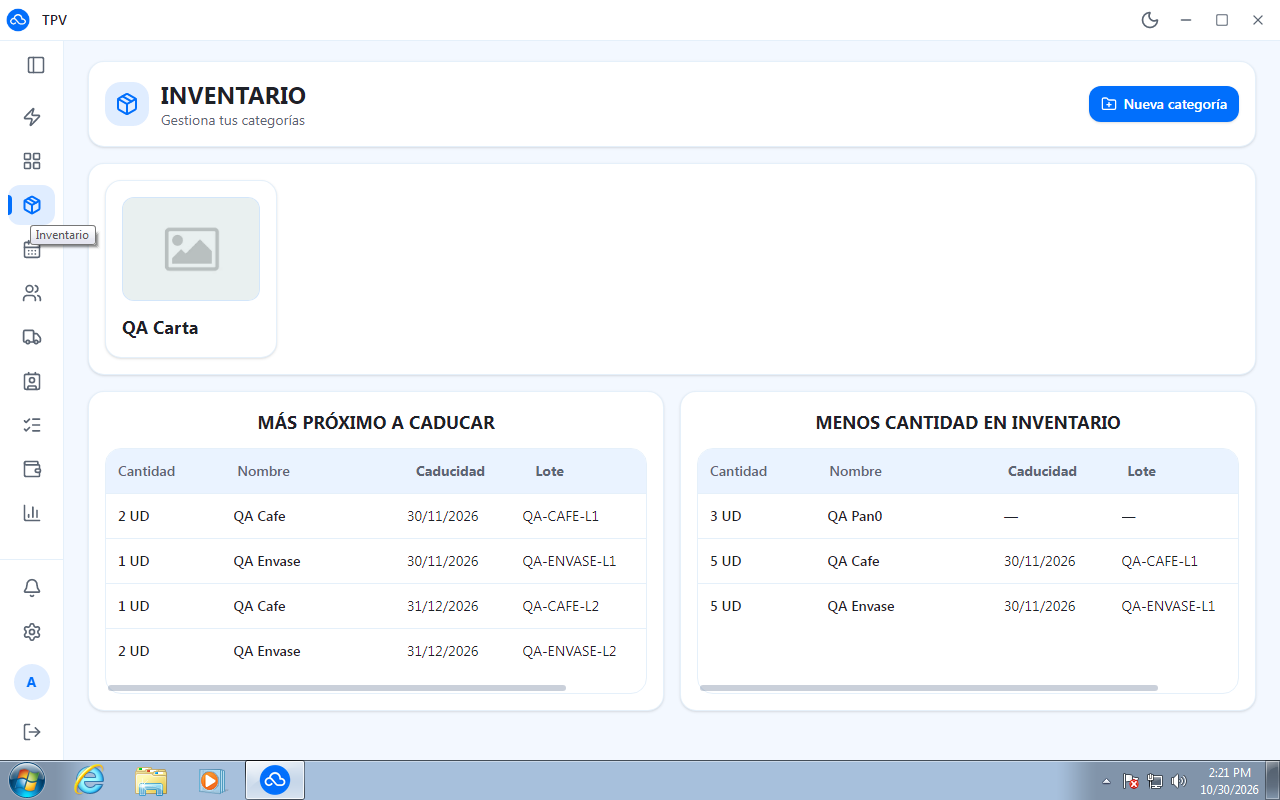 TPV
INVENTARIO
Gestiona tus categorías
Nueva categoría
Inventario
QA Carta
MÁS PRÓXIMO A CADUCAR
Cantidad Nombre Caducidad Lote
2 UD QA Cafe 30/11/2026 QA-CAFE-L1
1 UD QA Envase 30/11/2026 QA-ENVASE-L1
1 UD QA Cafe 31/12/2026 QA-CAFE-L2
2 UD QA Envase 31/12/2026 QA-ENVASE-L2
MENOS CANTIDAD EN INVENTARIO
Cantidad Nombre Caducidad Lote
3 UD QA Pan0 — —
5 UD QA Cafe 30/11/2026 QA-CAFE-L1
5 UD QA Envase 30/11/2026 QA-ENVASE-L1
A
2:21 PM
10/30/2026